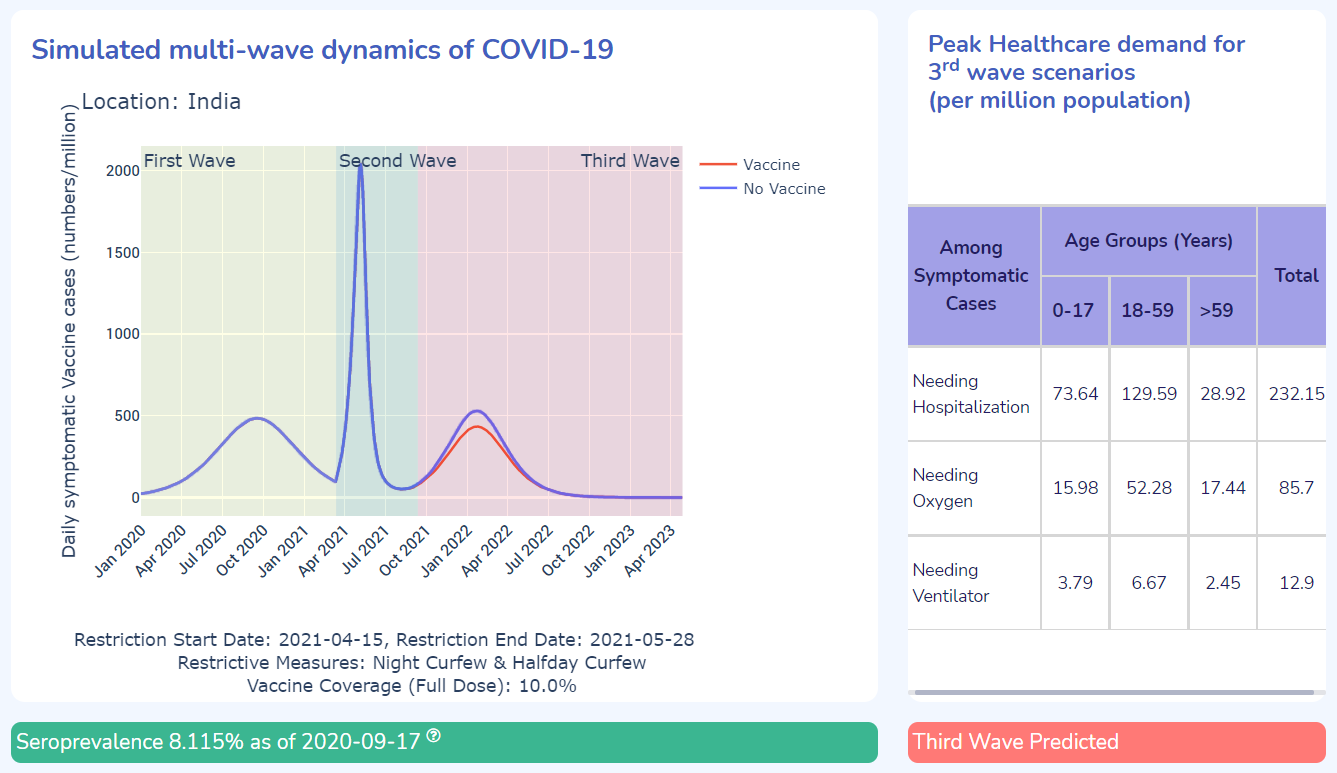 Simulated multi-wave dynamics of COVID-19
Location: India
Daily symptomatic Vaccine cases (numbers/million)
2000
1500
1000
500
0
First Wave
Second Wave
Third Wave
Vaccine
No Vaccine
Jan 2020
Apr 2020
Jul 2020
Oct 2020
Jan 2021
Apr 2021
Jul 2021
Oct 2021
Jan 2022
Apr 2022
Jul 2022
Oct 2022
Jan 2023
Apr 2023
Restriction Start Date: 2021-04-15, Restriction End Date: 2021-05-28
Restrictive Measures: Night Curfew & Halfday Curfew
Vaccine Coverage (Full Dose): 10.0%
Seroprevalence 8.115% as of 2020-09-17 ?
Peak Healthcare demand for
3rd wave scenarios
(per million population)
Among
Symptomatic
Cases
Age Groups (Years)
Total
0-17 18-59 >59
Needing
Hospitalization
73.64 129.59 28.92 232.15
Needing
Oxygen
15.98 52.28 17.44 85.7
Needing
Ventilator
3.79 6.67 2.45 12.9
Third Wave Predicted